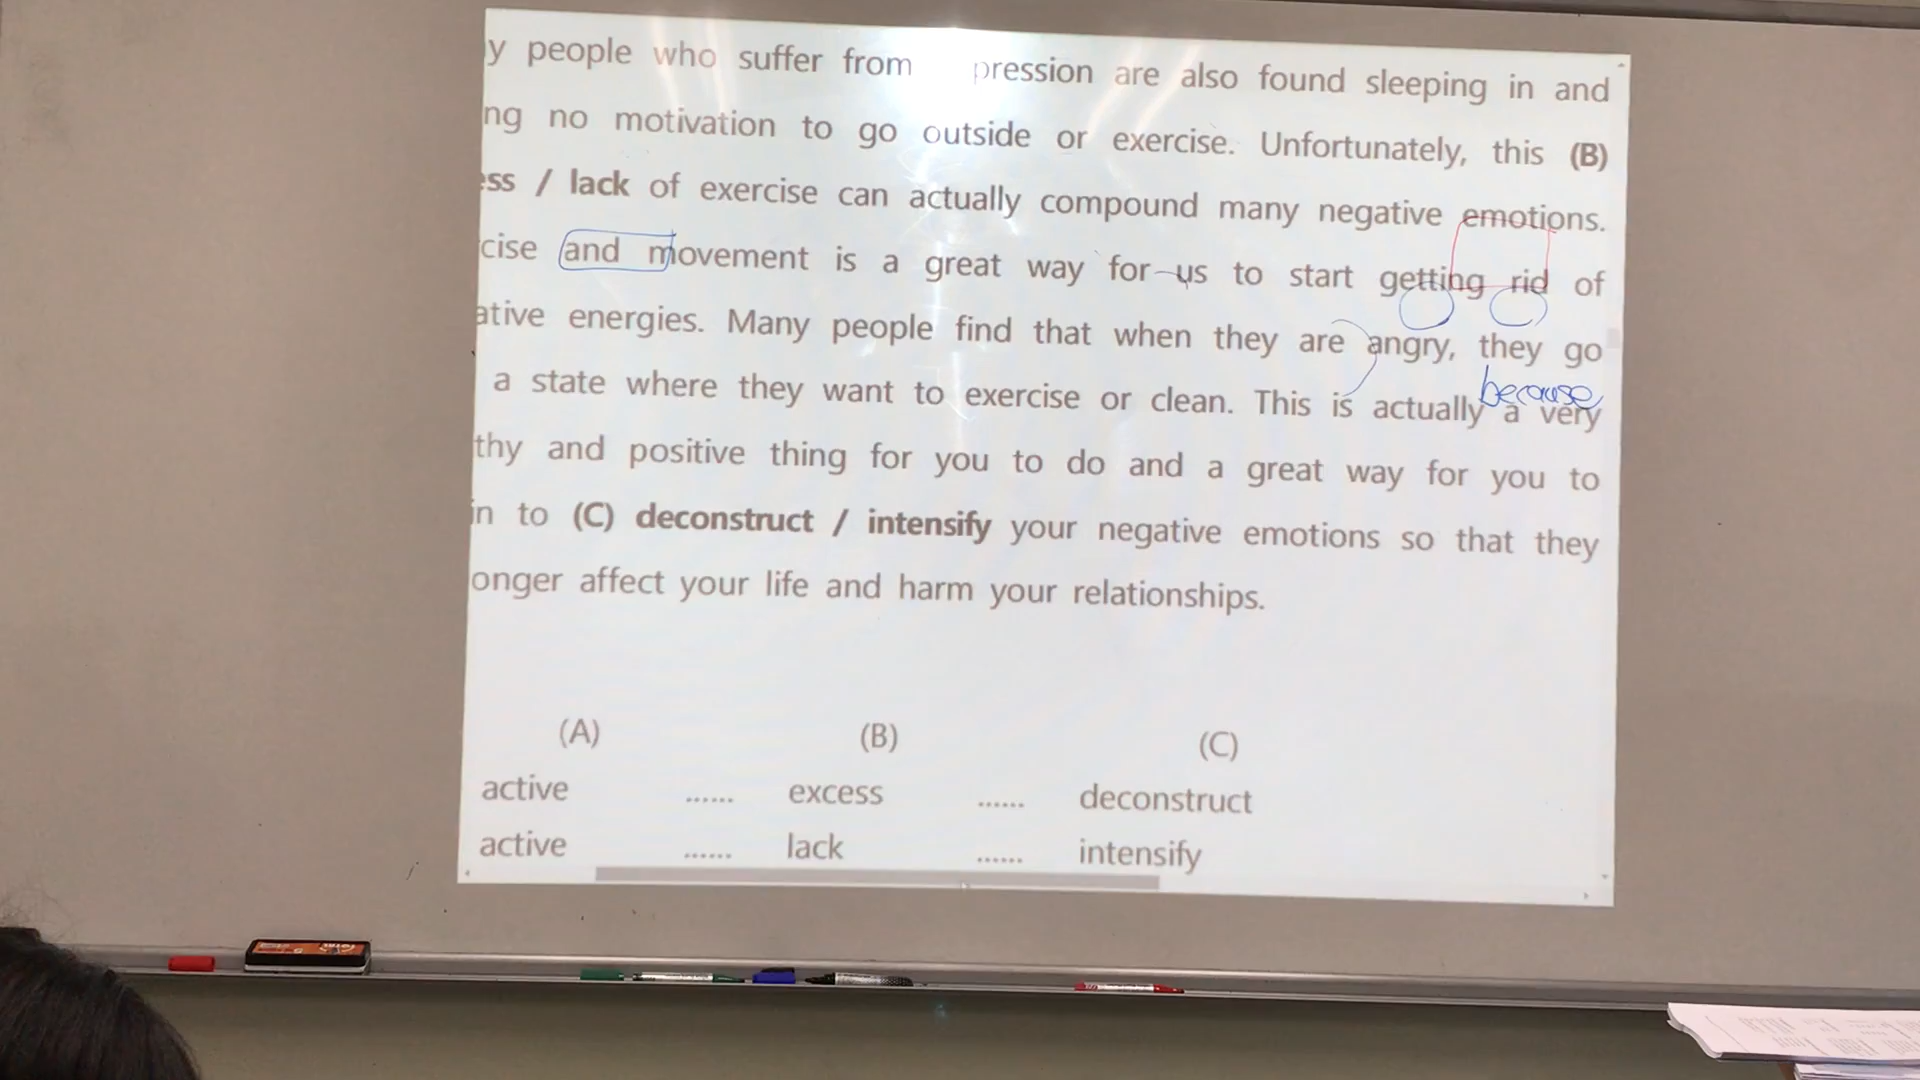 y people who suffer from pression are also found sleeping in and
ng no motivation to go outside or exercise. Unfortunately, this (B)
ess / lack of exercise can actually compound many negative emotions.
cise and movement is a great way for us to start getting rid of
ative energies. Many people find that when they are angry, they go
because
a state where they want to exercise or clean. This is actually a very
thy and positive thing for you to do and a great way for you to
in to (C) deconstruct / intensify your negative emotions so that they
onger affect your life and harm your relationships.
(A) (B) (C)
active ...... excess ...... deconstruct
active ...... lack ...... intensify